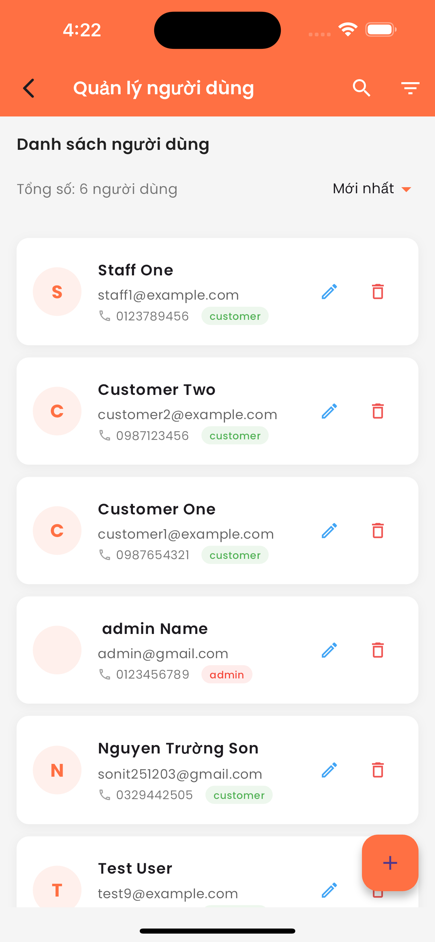 4:22
Quản lý người dùng
Danh sách người dùng
Tổng số: 6 người dùng
Mới nhất
S
Staff One
staff1@example.com
0123789456 customer
C
Customer Two
customer2@example.com
0987123456 customer
C
Customer One
customer1@example.com
0987654321 customer
admin Name
admin@gmail.com
0123456789 admin
N
Nguyen Trường Son
sonit251203@gmail.com
0329442505 customer
T
Test User
test9@example.com